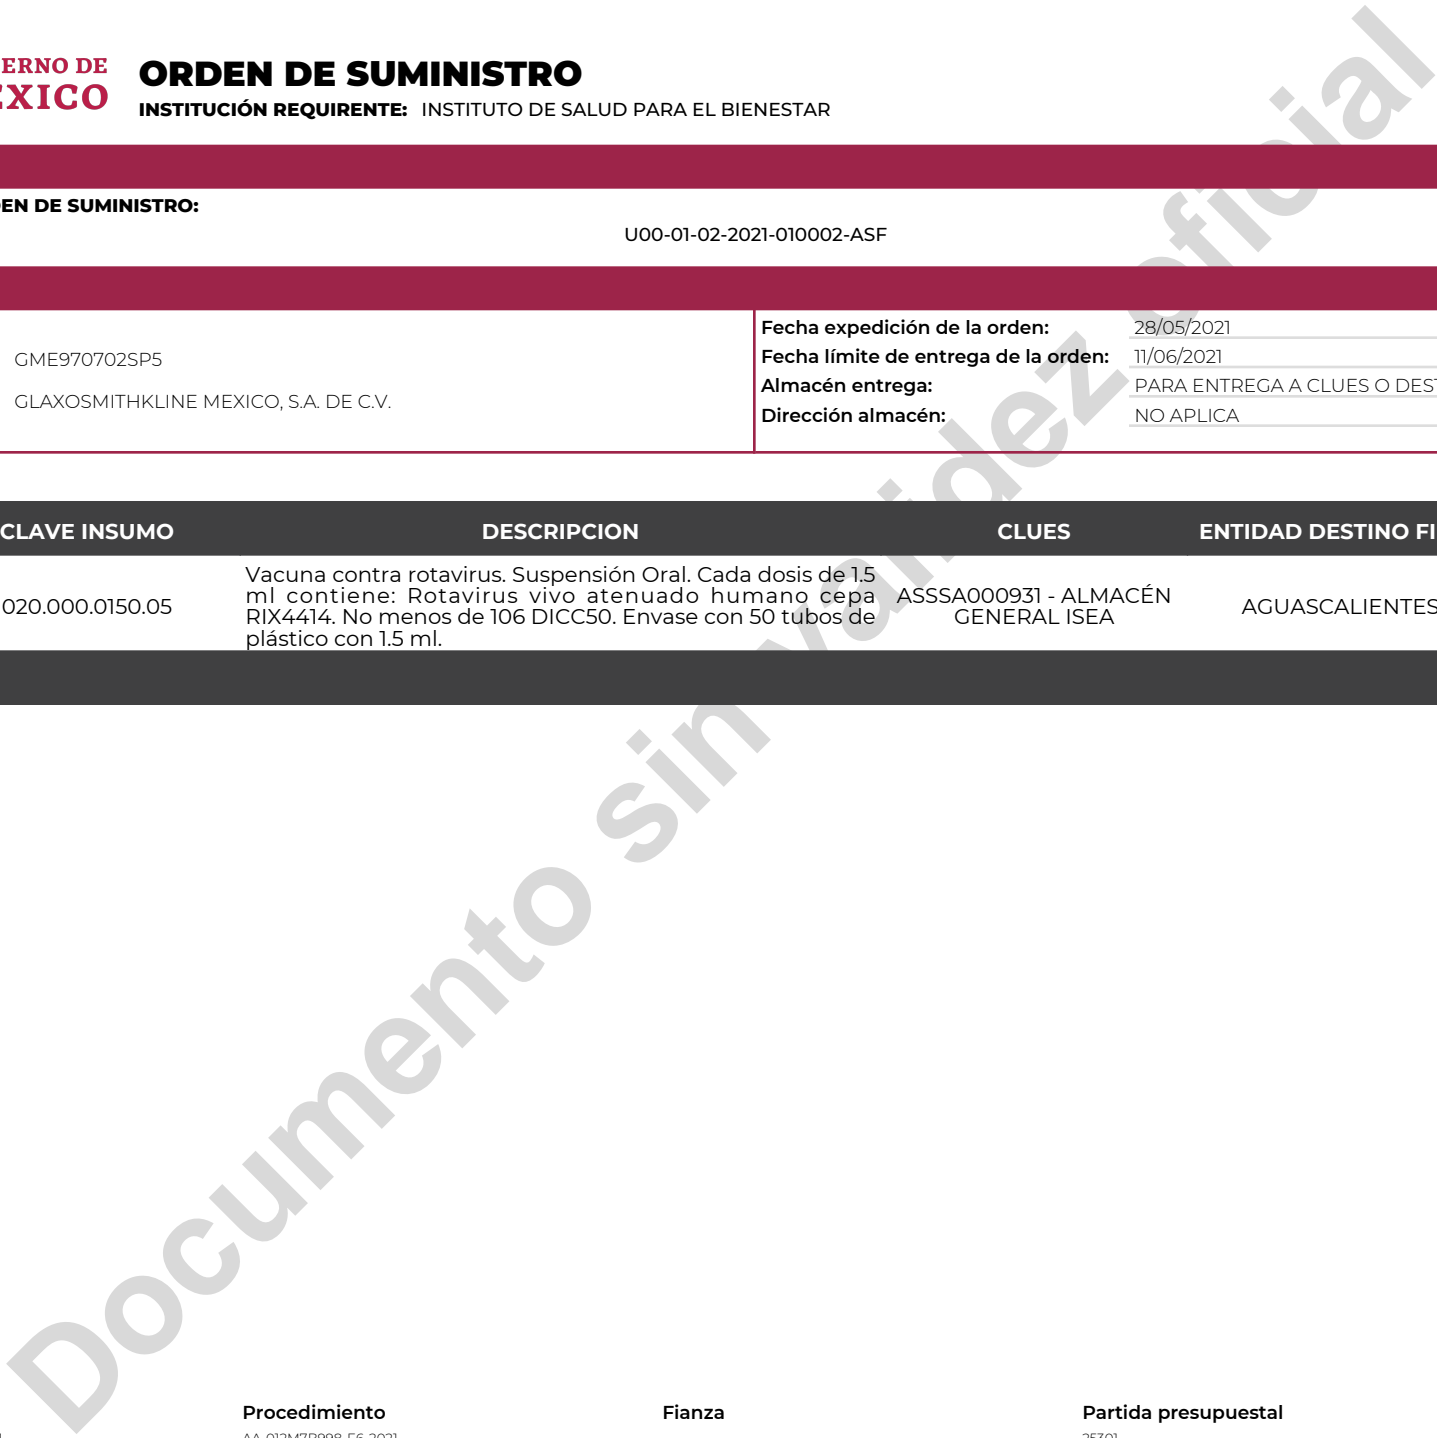 ERNO DE
EXICO
ORDEN DE SUMINISTRO
INSTITUCIÓN REQUIRENTE: INSTITUTO DE SALUD PARA EL BIENESTAR
EN DE SUMINISTRO:
U00-01-02-2021-010002-ASF
GME970702SP5
GLAXOSMITHKLINE MEXICO, S.A. DE C.V.
Fecha expedición de la orden: 28/05/2021
Fecha límite de entrega de la orden: 11/06/2021
Almacén entrega: PARA ENTREGA A CLUES O DEST
Dirección almacén: NO APLICA
CLAVE INSUMO DESCRIPCION CLUES ENTIDAD DESTINO FI
020.000.0150.05
Vacuna contra rotavirus. Suspensión Oral. Cada dosis de 1.5
ml contiene: Rotavirus vivo atenuado humano cepa
RIX4414. No menos de 106 DICC50. Envase con 50 tubos de
plástico con 1.5 ml.
ASSSA000931 - ALMACÉN
GENERAL ISEA
AGUASCALIENTES
Documento sin validez oficial
Procedimiento Fianza Partida presupuestal